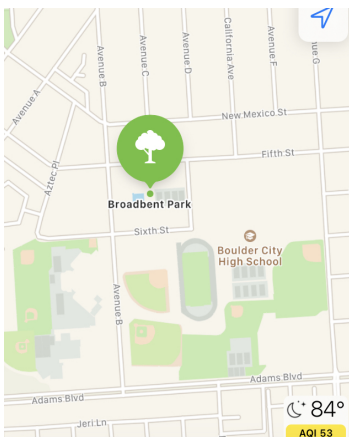 Avenue A
Avenue B
Avenue C
Avenue D
California Ave
Avenue F
nue G
New Mexico St
Fifth St
Aztec Pl
Broadbent Park
Sixth St
Boulder City
High School
Avenue B
Adams Blvd
Adams Blvd
Jeri Ln
84°
AQI 53